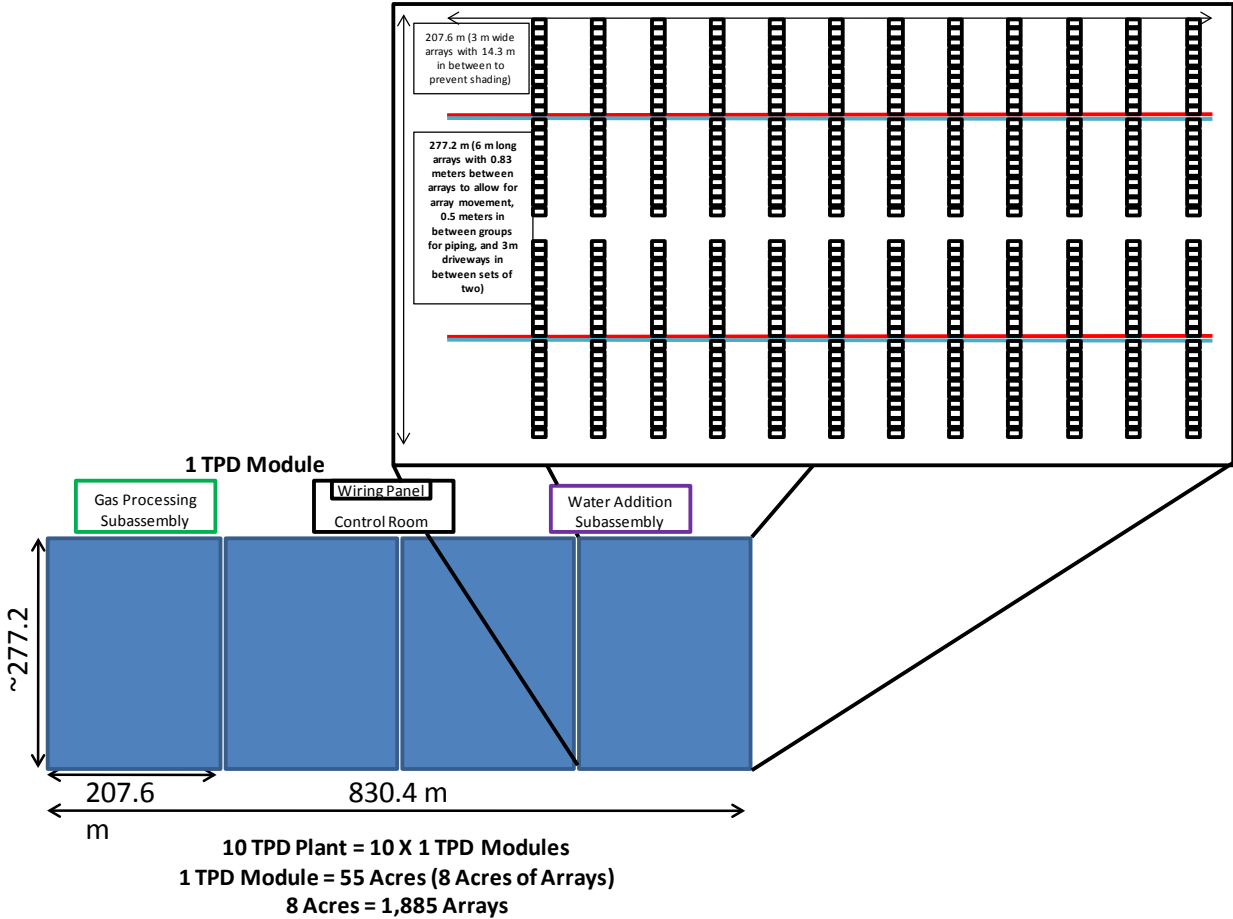 207.6 m (3 m wide
arrays with 14.3 m
in between to
prevent shading)
277.2 m (6 m long
arrays with 0.83
meters between
arrays to allow for
array movement,
0.5 meters in
between groups
for piping, and 3m
driveways in
between sets of
two)
1 TPD Module
Gas Processing
Subassembly
Wiring Panel
Control Room
Water Addition
Subassembly
~277.2
207.6
m
830.4 m
10 TPD Plant = 10 X 1 TPD Modules
1 TPD Module = 55 Acres (8 Acres of Arrays)
8 Acres = 1,885 Arrays